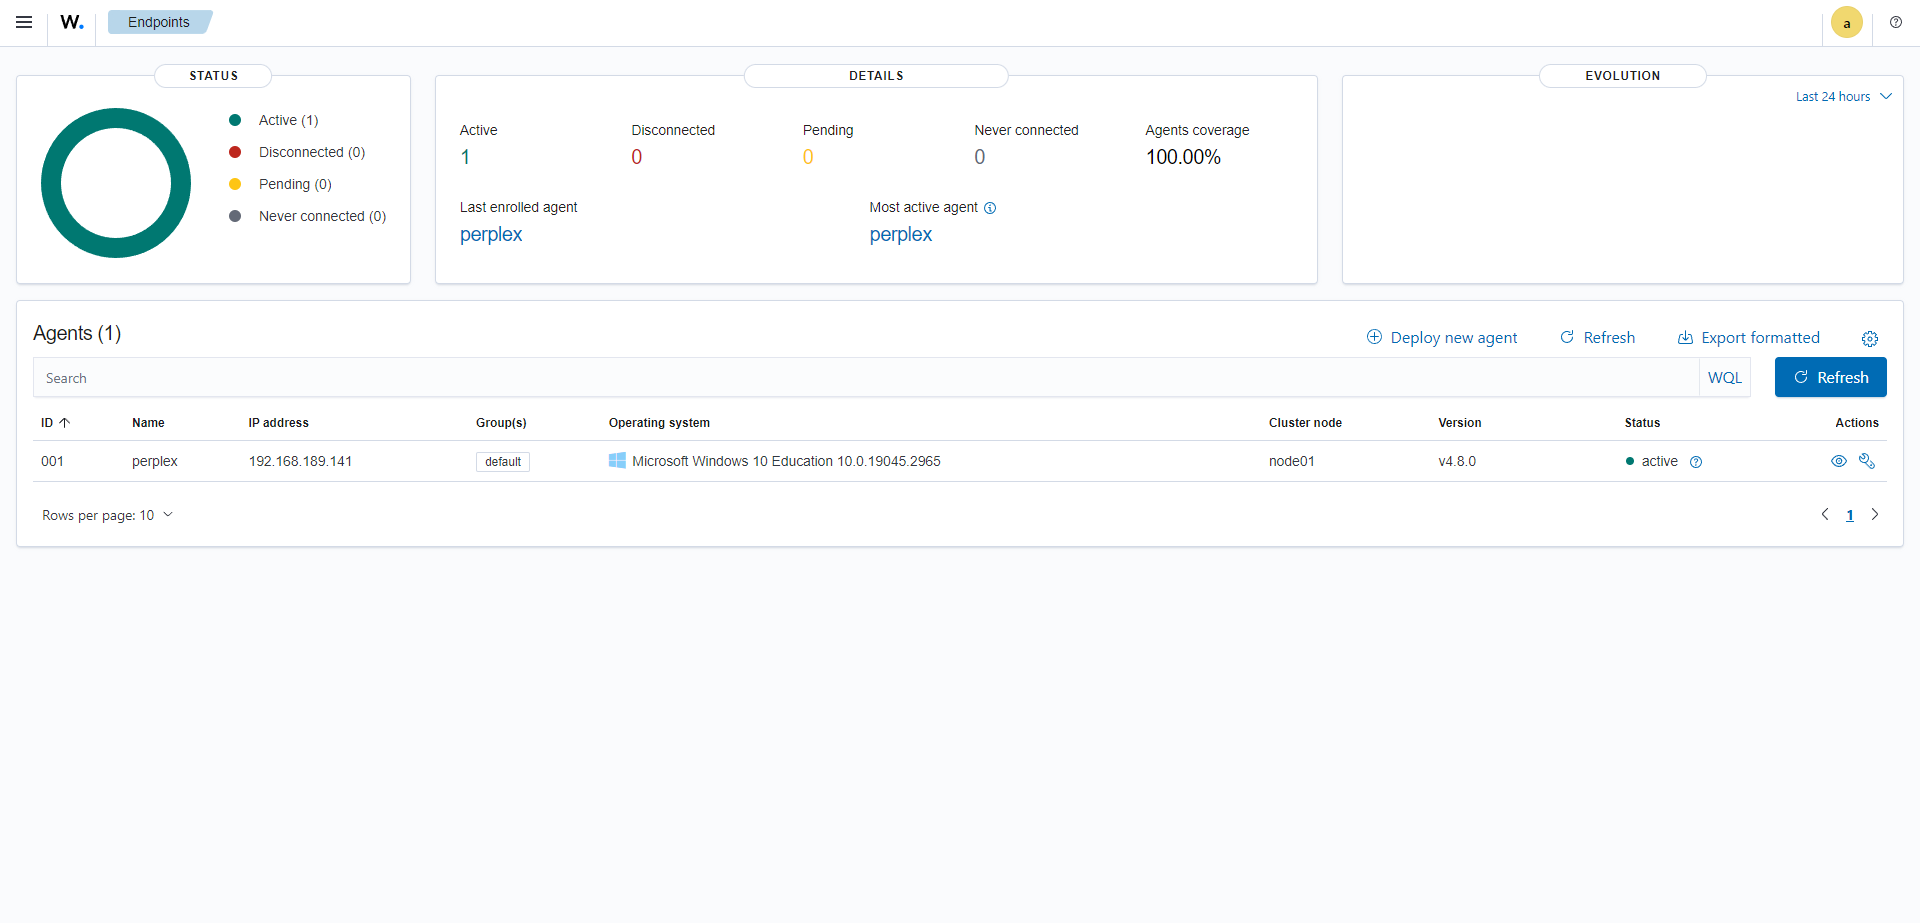 W. Endpoints a
STATUS
Active (1)
Disconnected (0)
Pending (0)
Never connected (0)
DETAILS
Active Disconnected Pending Never connected Agents coverage
1 0 0 0 100.00%
Last enrolled agent Most active agent
perplex perplex
EVOLUTION
Last 24 hours
Agents (1)
Deploy new agent Refresh Export formatted
Search WQL Refresh
ID Name IP address Group(s) Operating system Cluster node Version Status Actions
001 perplex 192.168.189.141 default Microsoft Windows 10 Education 10.0.19045.2965 node01 v4.8.0 active
Rows per page: 10 1